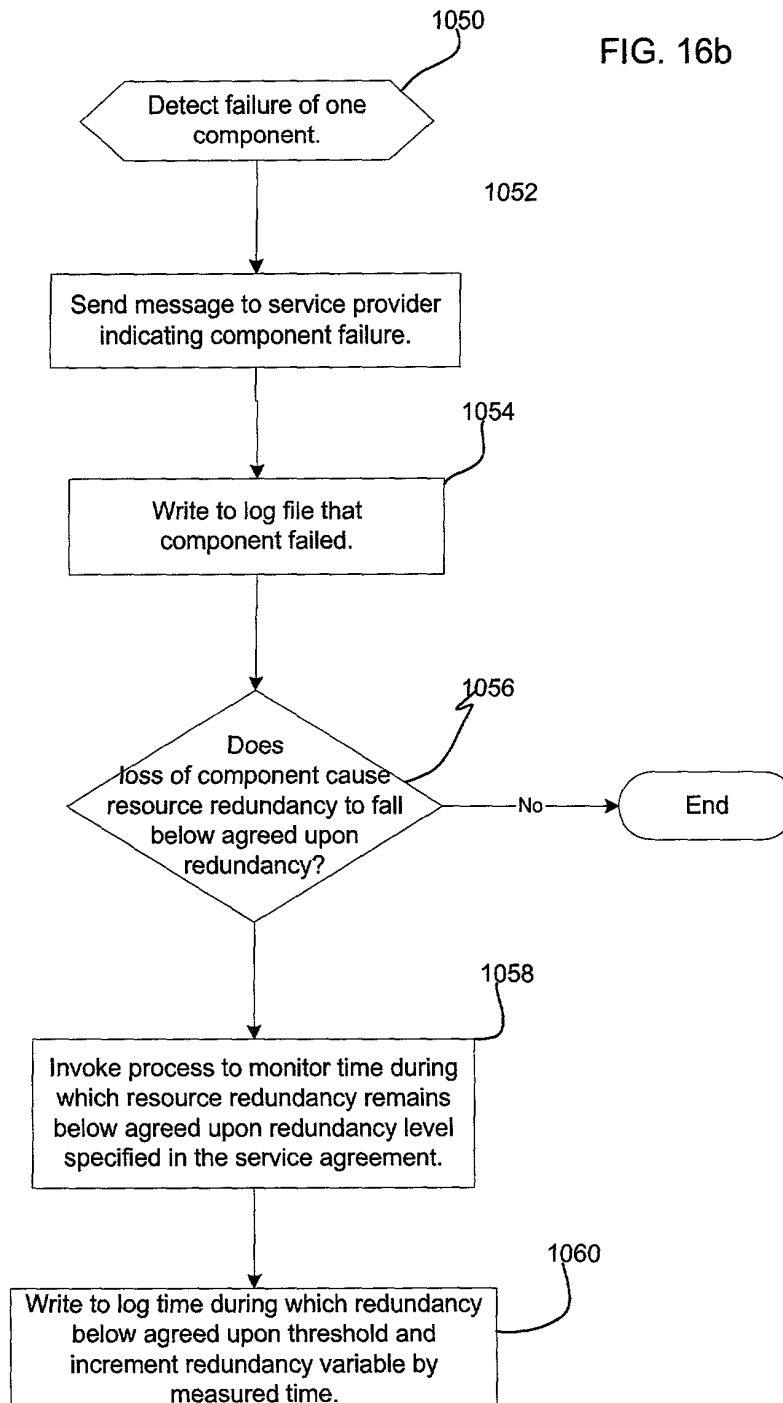 1050
FIG. 16b
Detect failure of one
component.
1052
Send message to service provider
indicating component failure.
1054
Write to log file that
component failed.
1056
Does
loss of component cause
resource redundancy to fall
below agreed upon
redundancy?
No
End
1058
Invoke process to monitor time during
which resource redundancy remains
below agreed upon redundancy level
specified in the service agreement.
1060
Write to log time during which redundancy
below agreed upon threshold and
increment redundancy variable by
measured time.